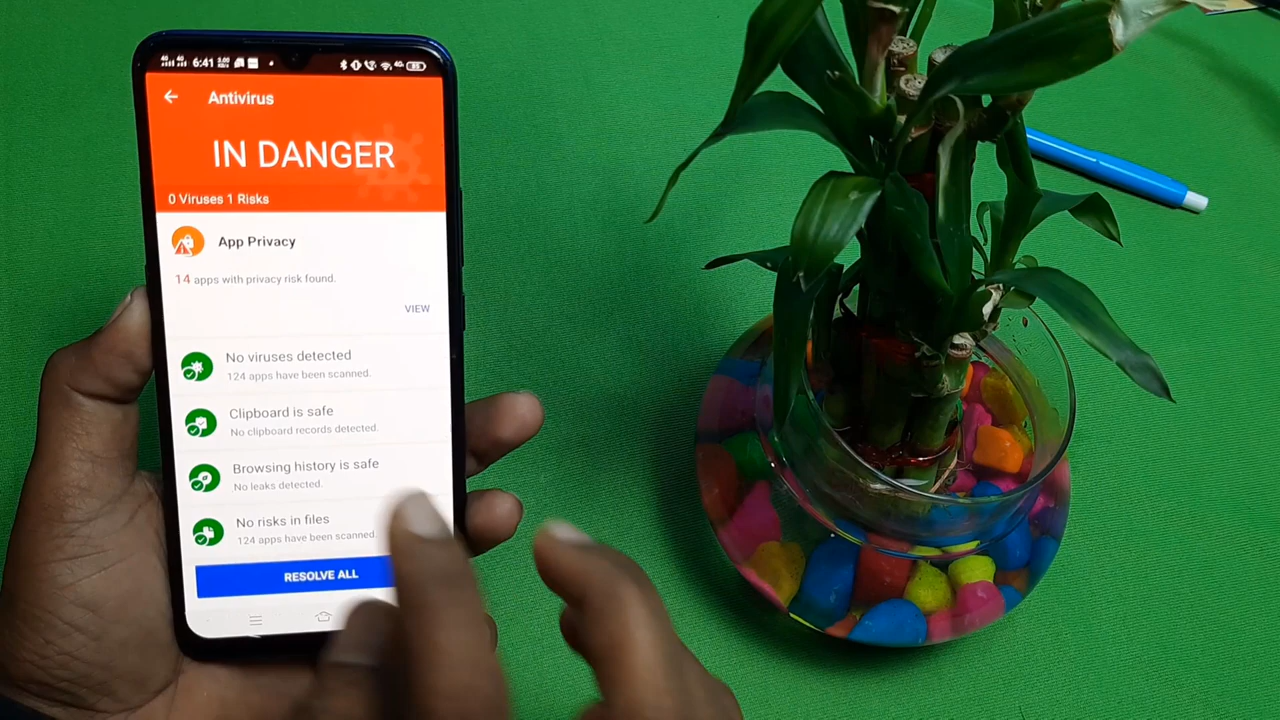 6:41
Antivirus
IN DANGER
0 Viruses 1 Risks
App Privacy
14 apps with privacy risk found.
VIEW
No viruses detected
124 apps have been scanned.
Clipboard is safe
No clipboard records detected.
Browsing history is safe
No leaks detected.
No risks in files
124 apps have been scanned.
RESOLVE ALL